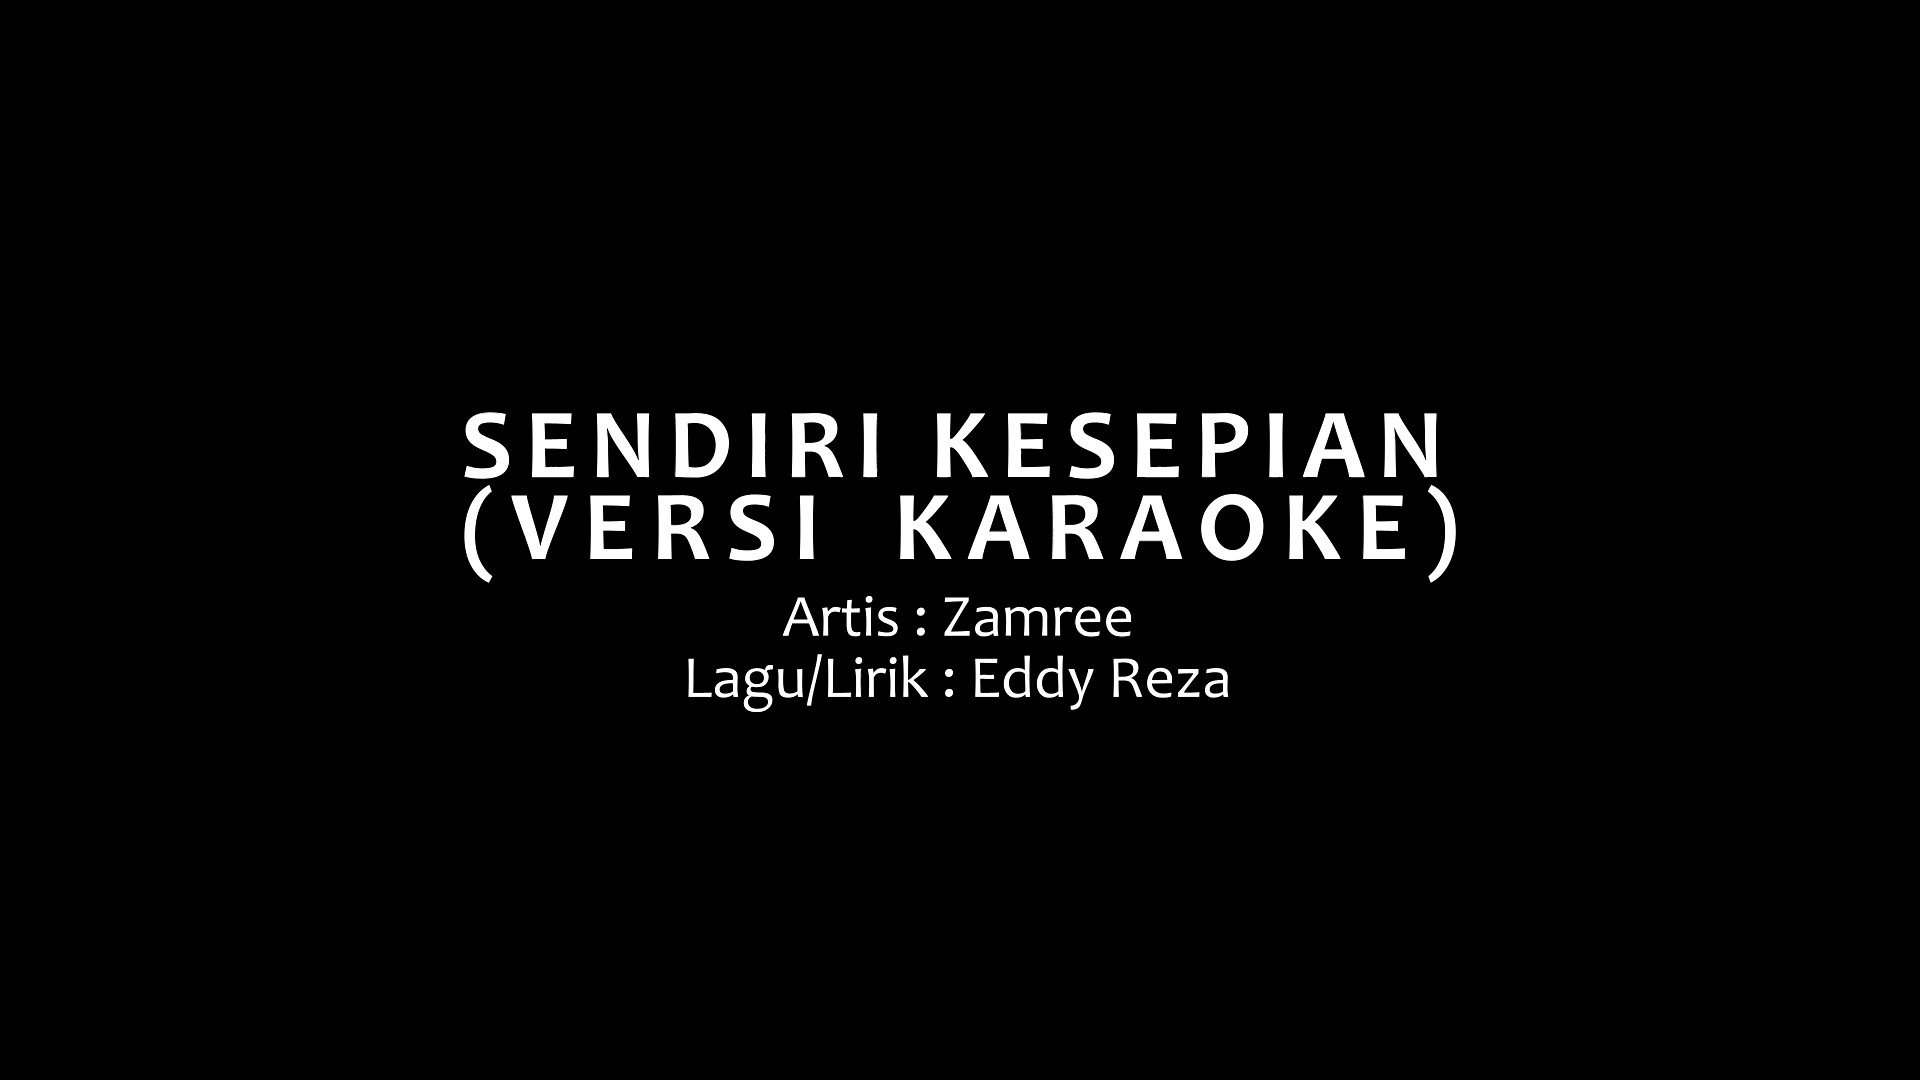 SENDIRI KESEPIAN
(VERSI KARAOKE)
Artis : Zamree
Lagu/Lirik : Eddy Reza